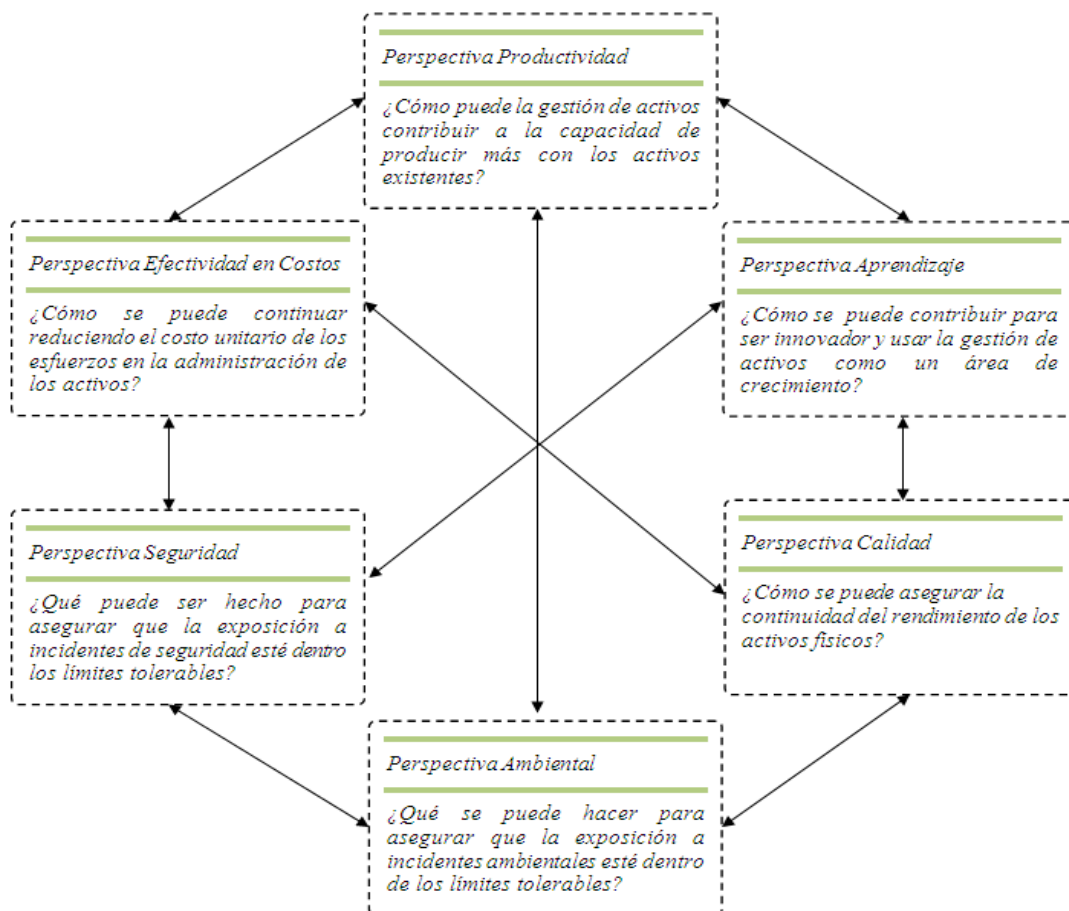 Perspectiva Productividad
¿Cómo puede la gestión de activos
contribuir a la capacidad de
producir más con los activos
existentes?
Perspectiva Efectividad en Costos
¿Cómo se puede continuar
reduciendo el costo unitario de los
esfuerzos en la administración de
los activos?
Perspectiva Aprendizaje
¿Cómo se puede contribuir para
ser innovador y usar la gestión de
activos como un área de
crecimiento?
Perspectiva Seguridad
¿Qué puede ser hecho para
asegurar que la exposición a
incidentes de seguridad esté dentro
los límites tolerables?
Perspectiva Calidad
¿Cómo se puede asegurar la
continuidad del rendimiento de los
activos físicos?
Perspectiva Ambiental
¿Qué se puede hacer para
asegurar que la exposición a
incidentes ambientales esté dentro
de los límites tolerables?